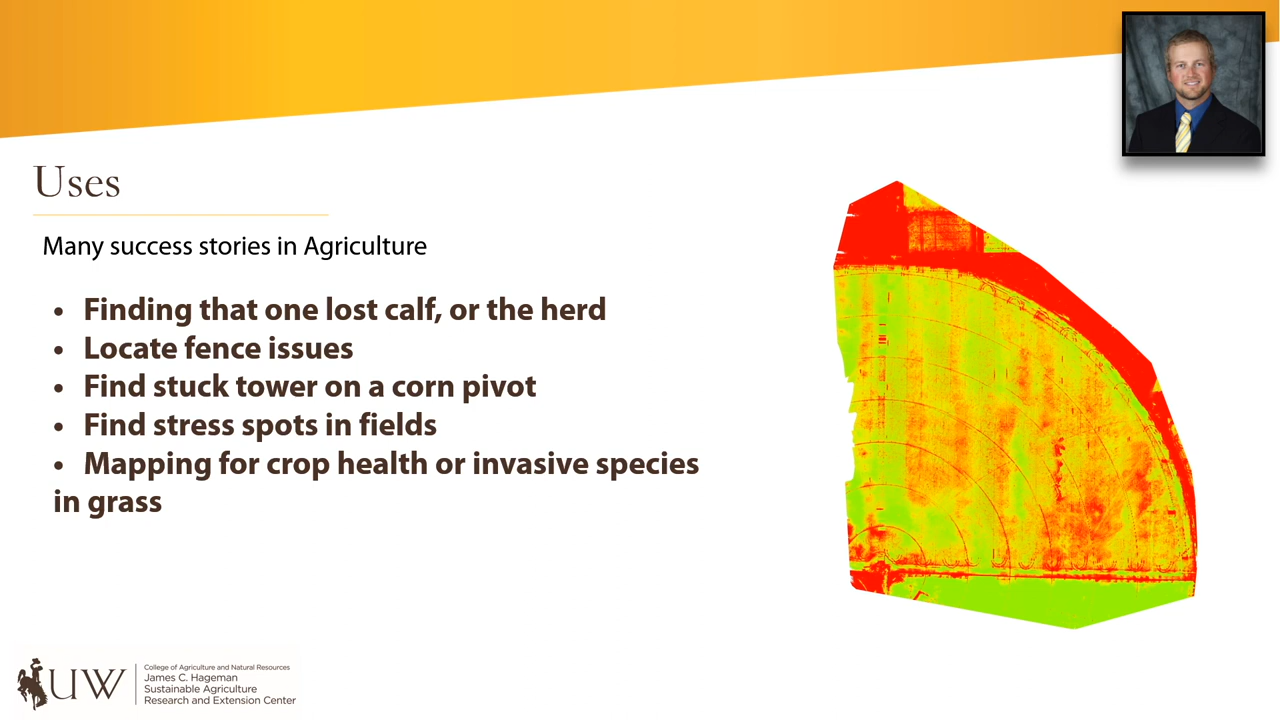 Uses
Many success stories in Agriculture
• Finding that one lost calf, or the herd
• Locate fence issues
• Find stuck tower on a corn pivot
• Find stress spots in fields
• Mapping for crop health or invasive species
in grass
UW
College of Agriculture and Natural Resources
James C. Hageman
Sustainable Agriculture
Research and Extension Center